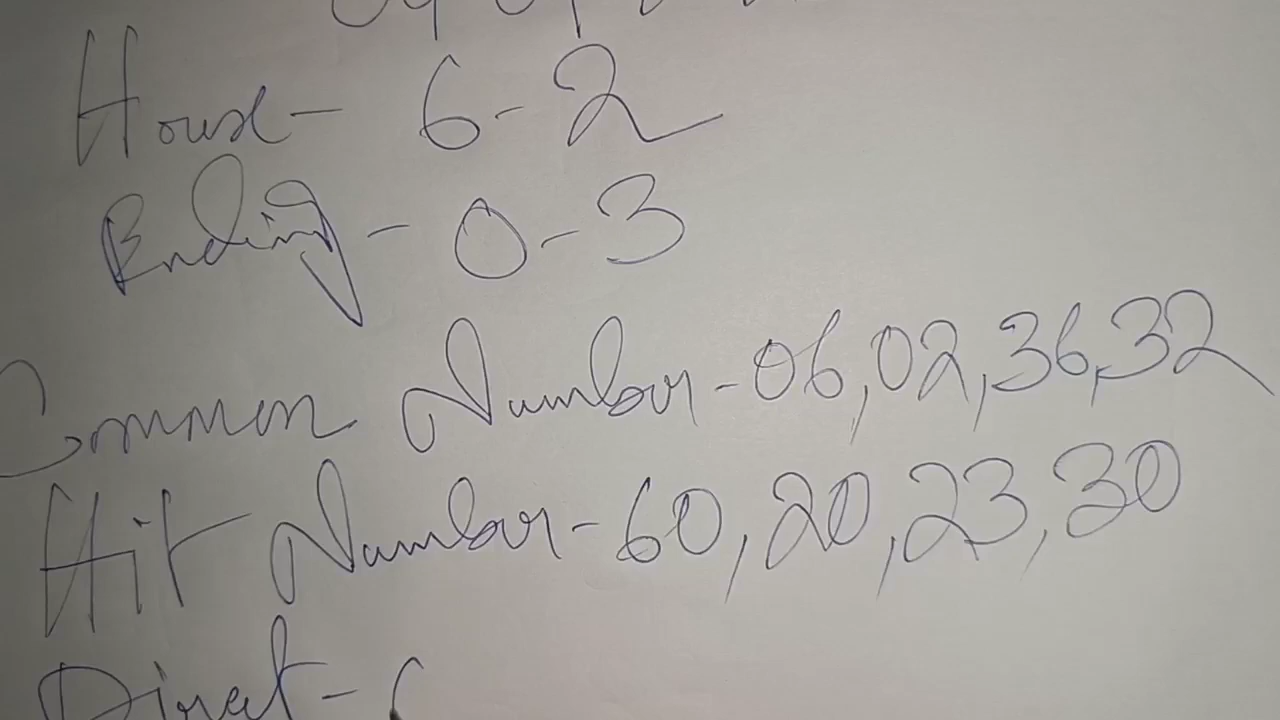 House- 6-2
Ending- 0-3
Common Number-06,02,36,32
Hit Number-60,20,23,30
Direct-